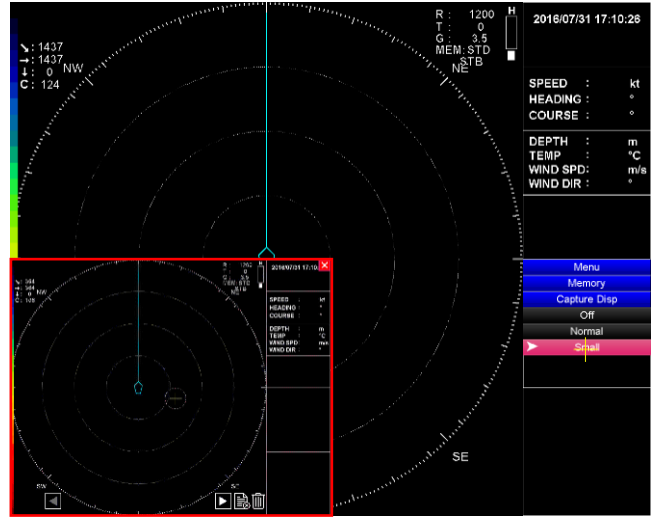 ↘: 1437
→: 1437
↓: 0
C: 124
NW
R : 1200
T : 0
G : 3.5
MEM:STD
STB
H
NE
2016/07/31 17:10:26
SPEED : kt
HEADING : °
COURSE : °
DEPTH : m
TEMP : °C
WIND SPD: m/s
WIND DIR : °
Menu
Memory
Capture Disp
Off
Normal
Small
SE
NW
H
2016/07/31 17:10
SPEED : kt
HEADING : °
COURSE : °
DEPTH : m
TEMP : °C
WIND SPD: m/s
WIND DIR : °
SW